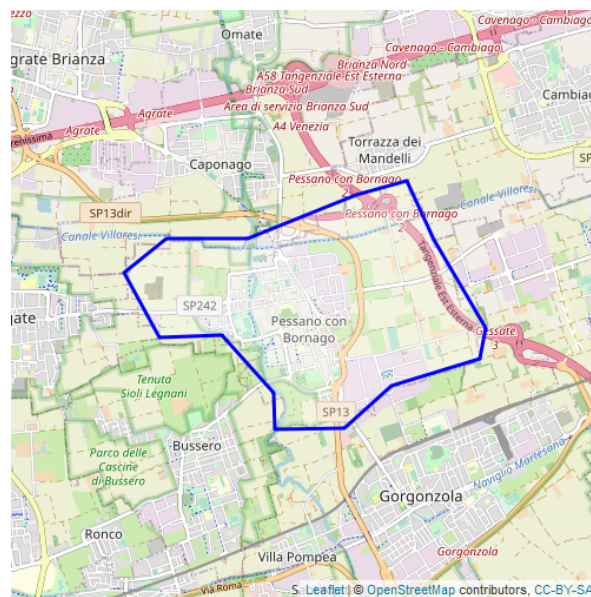 Omate
Cavenago - Cambiago
Brianza Nord
A58 Tangenziale Est Esterna
Brianza Sud
Area di servizio Brianza Sud
A4 Venezia
Agrate
Agrate
grate Brianza
renissima
Cambiag
Torrazza dei
Mandelli
Caponago
SP
SP13dir
Pessano con Bornago
2
Pessano con Bornago
2
Canale Villoresi
Canale Villoresi
Tangenziale Est Esterna
SP242
gate
Pessano con
Bornago
Gessate
3
Tenuta
Sioli Legnani
SP13
Bussero
Parco delle
Cascine
di Bussero
Naviglio Martesana
Gorgonzola
Ronco
Villa Pompea
Gorgonzola
Via Roma
S Leaflet | © OpenStreetMap contributors, CC-BY-SA